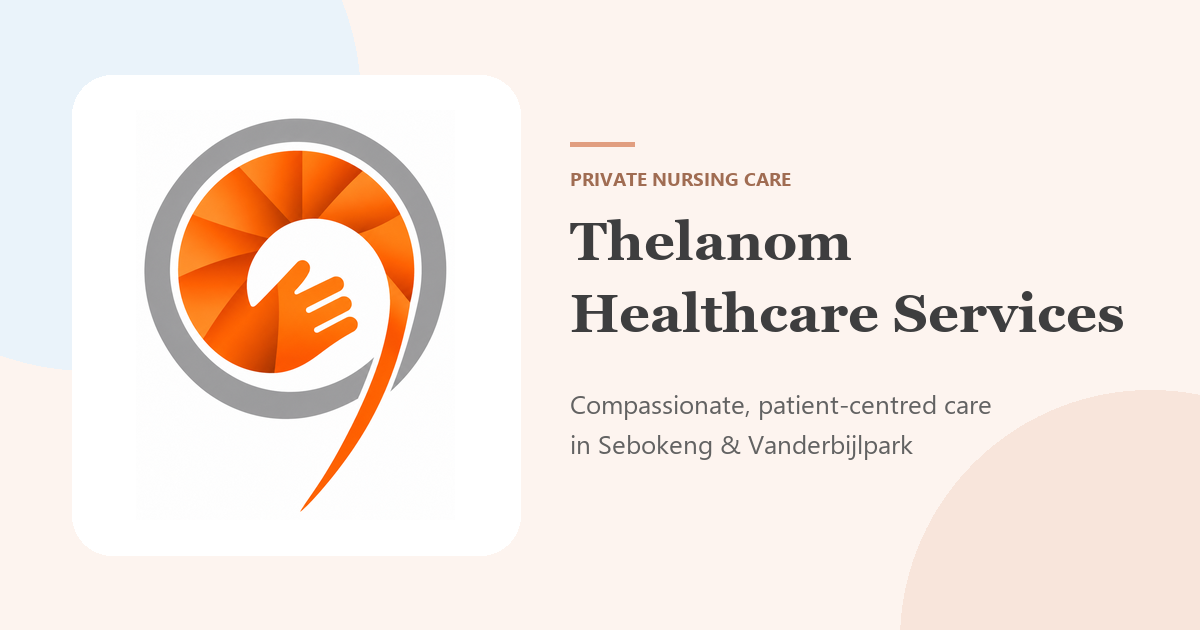 PRIVATE NURSING CARE
Thelanom
Healthcare Services
Compassionate, patient-centred care
in Sebokeng & Vanderbijlpark